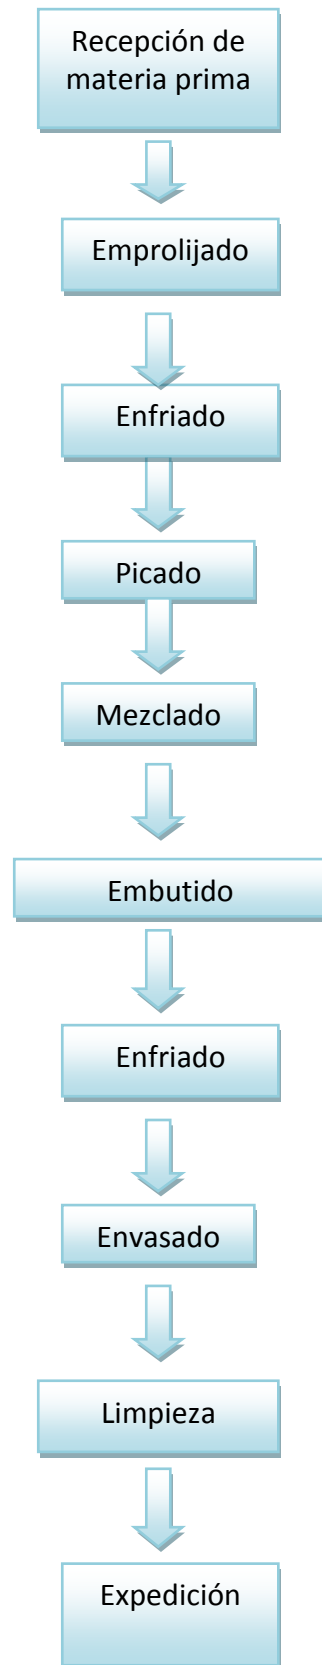 Recepción de
materia prima
Emprolijado
Enfriado
Picado
Mezclado
Embutido
Enfriado
Envasado
Limpieza
Expedición